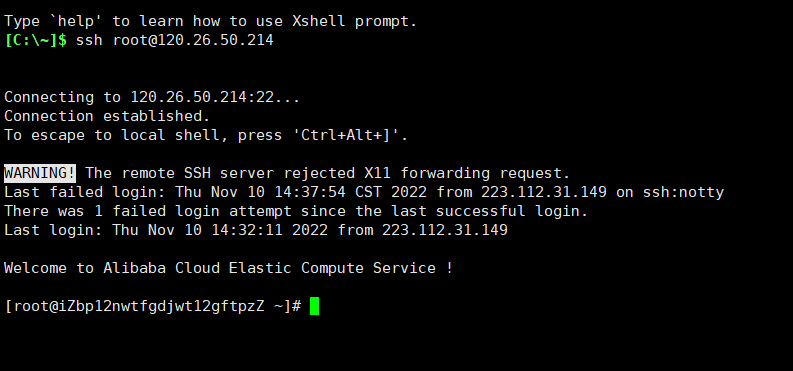 Type `help' to learn how to use Xshell prompt.
[C:\~]$ ssh root@120.26.50.214
Connecting to 120.26.50.214:22...
Connection established.
To escape to local shell, press 'Ctrl+Alt+]'.
WARNING! The remote SSH server rejected X11 forwarding request.
Last failed login: Thu Nov 10 14:37:54 CST 2022 from 223.112.31.149 on ssh:notty
There was 1 failed login attempt since the last successful login.
Last login: Thu Nov 10 14:32:11 2022 from 223.112.31.149
Welcome to Alibaba Cloud Elastic Compute Service !
[root@iZbp12nwtfgdjwt12gftpzZ ~]#